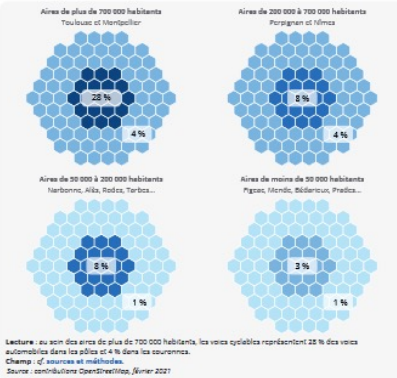 Aires de plus de 700 000 habitants
Toulouse et Montpellier
28 %
4 %
Aires de 200 000 à 700 000 habitants
Perpignan et Nîmes
8 %
4 %
Aires de 50 000 à 200 000 habitants
Narbonne, Alès, Rodez, Tarbes...
8 %
1 %
Aires de moins de 50 000 habitants
Figeac, Mende, Bédarieux, Prades...
3 %
1 %
Lecture : au sein des aires de plus de 700 000 habitants, les voies cyclables représentent 28 % des voies
automobiles dans les pôles et 4 % dans les couronnes.
Champ : cf. sources et méthodes.
Source : contributions OpenStreetMap, février 2021